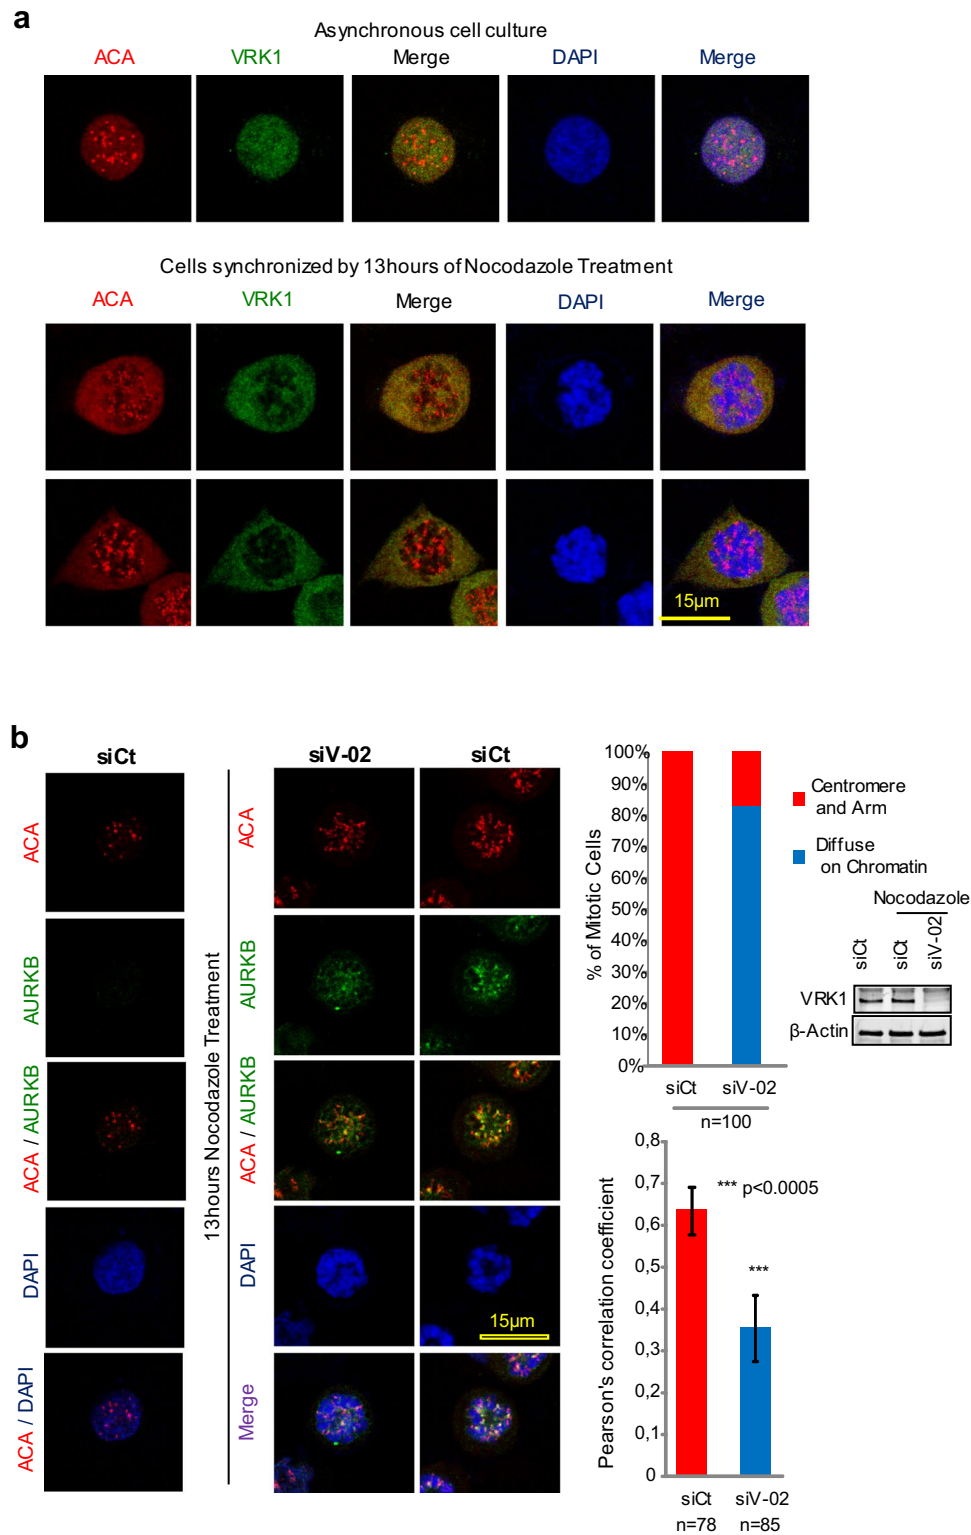 a
Asynchronous cell culture
ACA VRK1 Merge DAPI Merge
Cells synchronized by 13hours of Nocodazole Treatment
ACA VRK1 Merge DAPI Merge
15µm
b
siCt
ACA
AURKB
ACA / AURKB
DAPI
ACA / DAPI
13hours Nocodazole Treatment
siV-02 siCt
ACA
AURKB
ACA / AURKB
DAPI
15µm
Merge
% of Mitotic Cells
100%
90%
80%
70%
60%
50%
40%
30%
20%
10%
0%
siCt siV-02
n=100
Centromere
and Arm
Diffuse
on Chromatin
Nocodazole
siCt siCt siV-02
VRK1
β-Actin
Pearson's correlation coefficient
0,8
0,7
0,6
0,5
0,4
0,3
0,2
0,1
0
*** p<0.0005
***
siCt siV-02
n=78 n=85